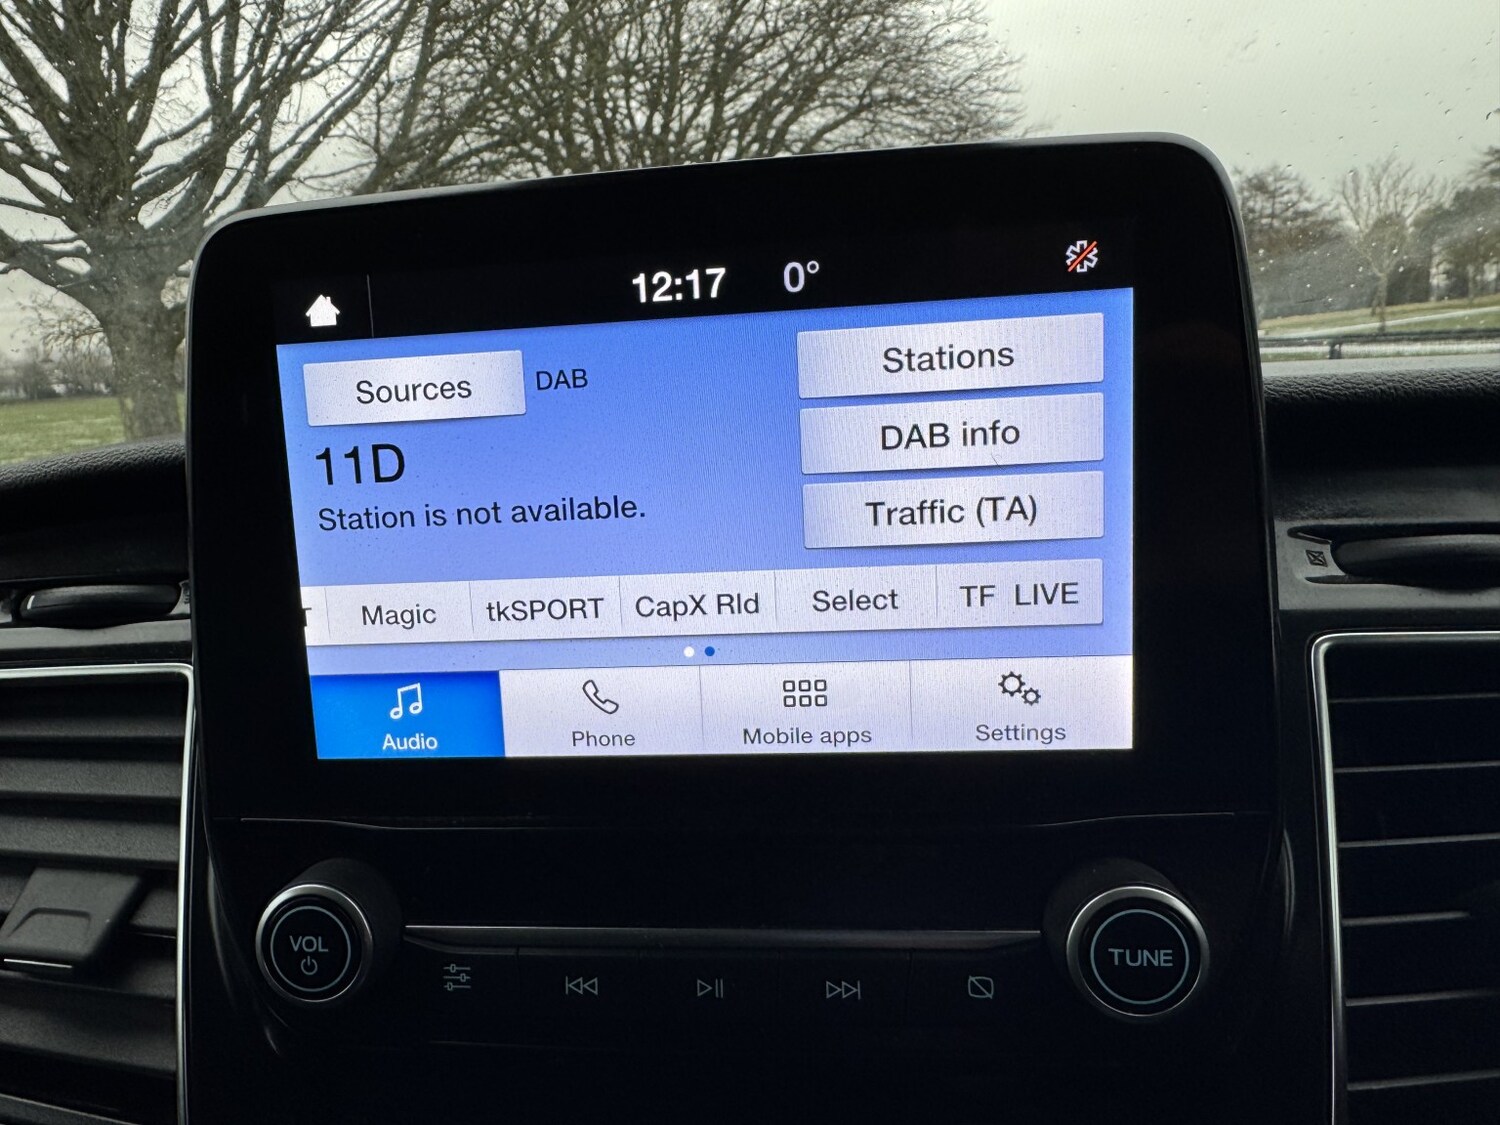 12:17 0°
Sources DAB
Stations
11D
DAB info
Station is not available.
Traffic (TA)
T Magic tkSPORT CapX Rld Select TF LIVE
Audio Phone Mobile apps Settings
VOL
TUNE